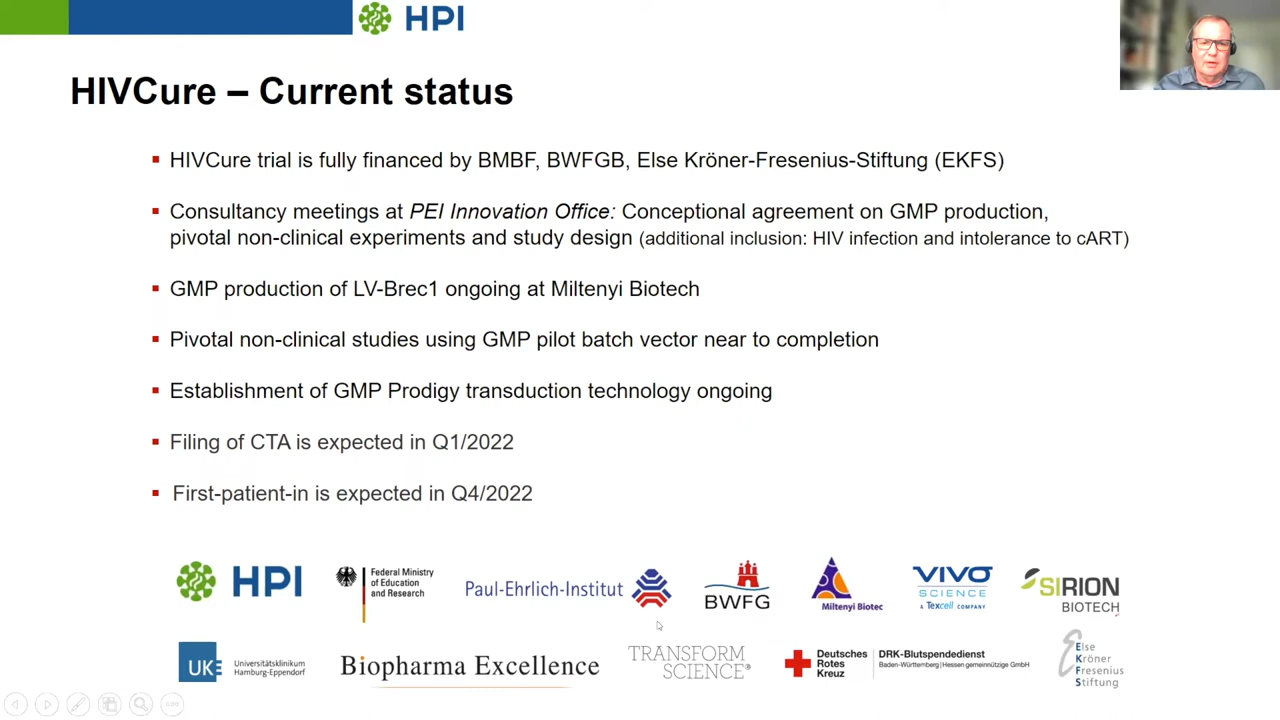 HPI
HIVCure – Current status
HIVCure trial is fully financed by BMBF, BWFGB, Else Kröner-Fresenius-Stiftung (EKFS)
Consultancy meetings at PEI Innovation Office: Conceptional agreement on GMP production,
pivotal non-clinical experiments and study design (additional inclusion: HIV infection and intolerance to cART)
GMP production of LV-Brec1 ongoing at Miltenyi Biotech
Pivotal non-clinical studies using GMP pilot batch vector near to completion
Establishment of GMP Prodigy transduction technology ongoing
Filing of CTA is expected in Q1/2022
First-patient-in is expected in Q4/2022
HPI
Federal Ministry
of Education
and Research
Paul-Ehrlich-Institut
BWFG
Miltenyi Biotec
VIVO
SCIENCE
A Texcell COMPANY
SIRION
BIOTECH
UKE
Universitätsklinikum
Hamburg-Eppendorf
Biopharma Excellence
TRANSFORM
SCIENCE®
Deutsches
Rotes
Kreuz
DRK-Blutspendedienst
Baden-Württemberg | Hessen gemeinnützige GmbH
Else
Kröner
Fresenius
Stiftung